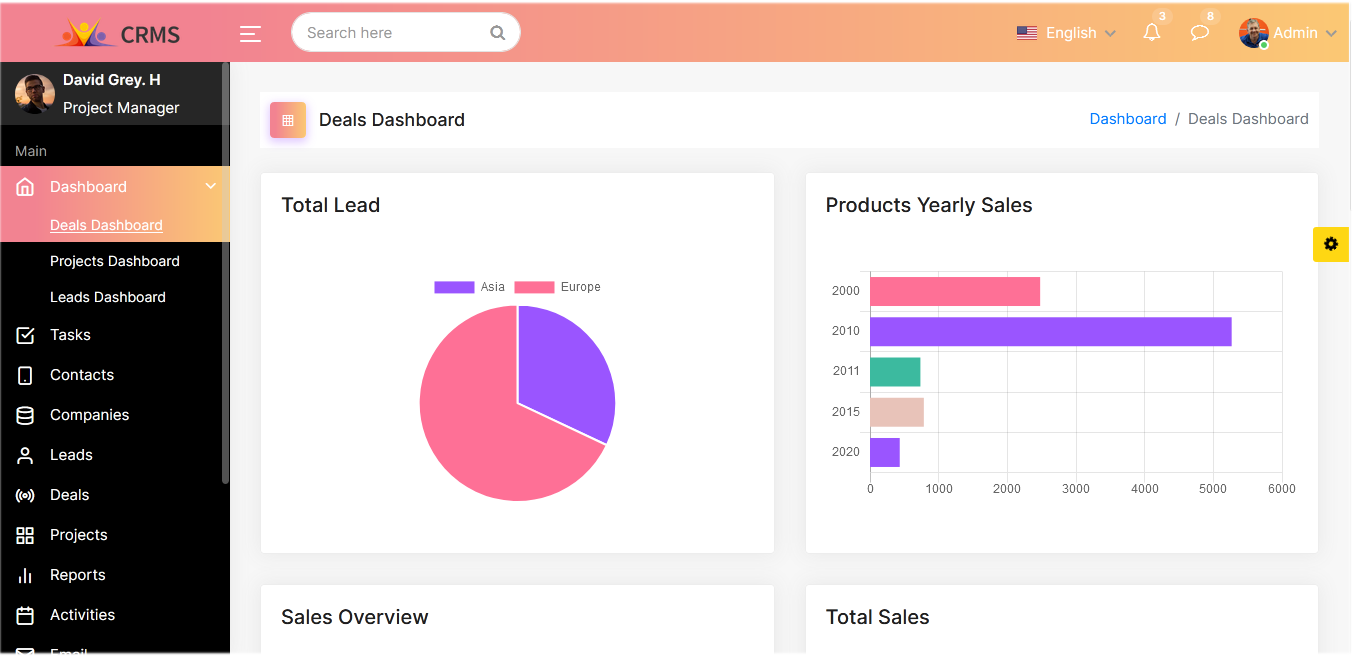 CRMS
Search here
English
3
8
Admin
David Grey. H
Project Manager
Main
Dashboard
Deals Dashboard
Projects Dashboard
Leads Dashboard
Tasks
Contacts
Companies
Leads
Deals
Projects
Reports
Activities
Email
Deals Dashboard
Dashboard / Deals Dashboard
Total Lead
Asia Europe
Products Yearly Sales
2000
2010
2011
2015
2020
0 1000 2000 3000 4000 5000 6000
Sales Overview
Total Sales